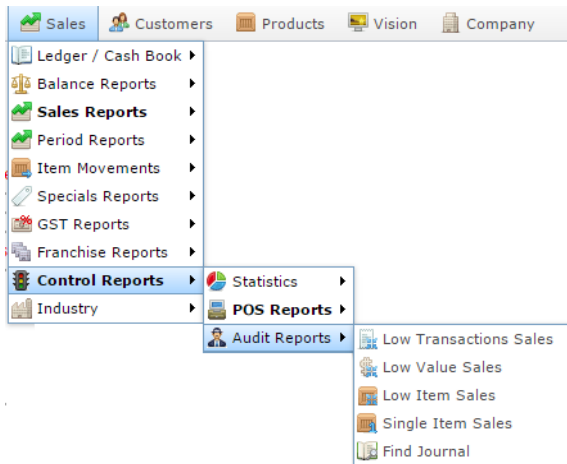 Sales Customers Products Vision Company
Ledger / Cash Book
Balance Reports
Sales Reports
Period Reports
Item Movements
Specials Reports
GST Reports
Franchise Reports
Control Reports
Industry
Statistics
POS Reports
Audit Reports
Low Transactions Sales
Low Value Sales
Low Item Sales
Single Item Sales
Find Journal